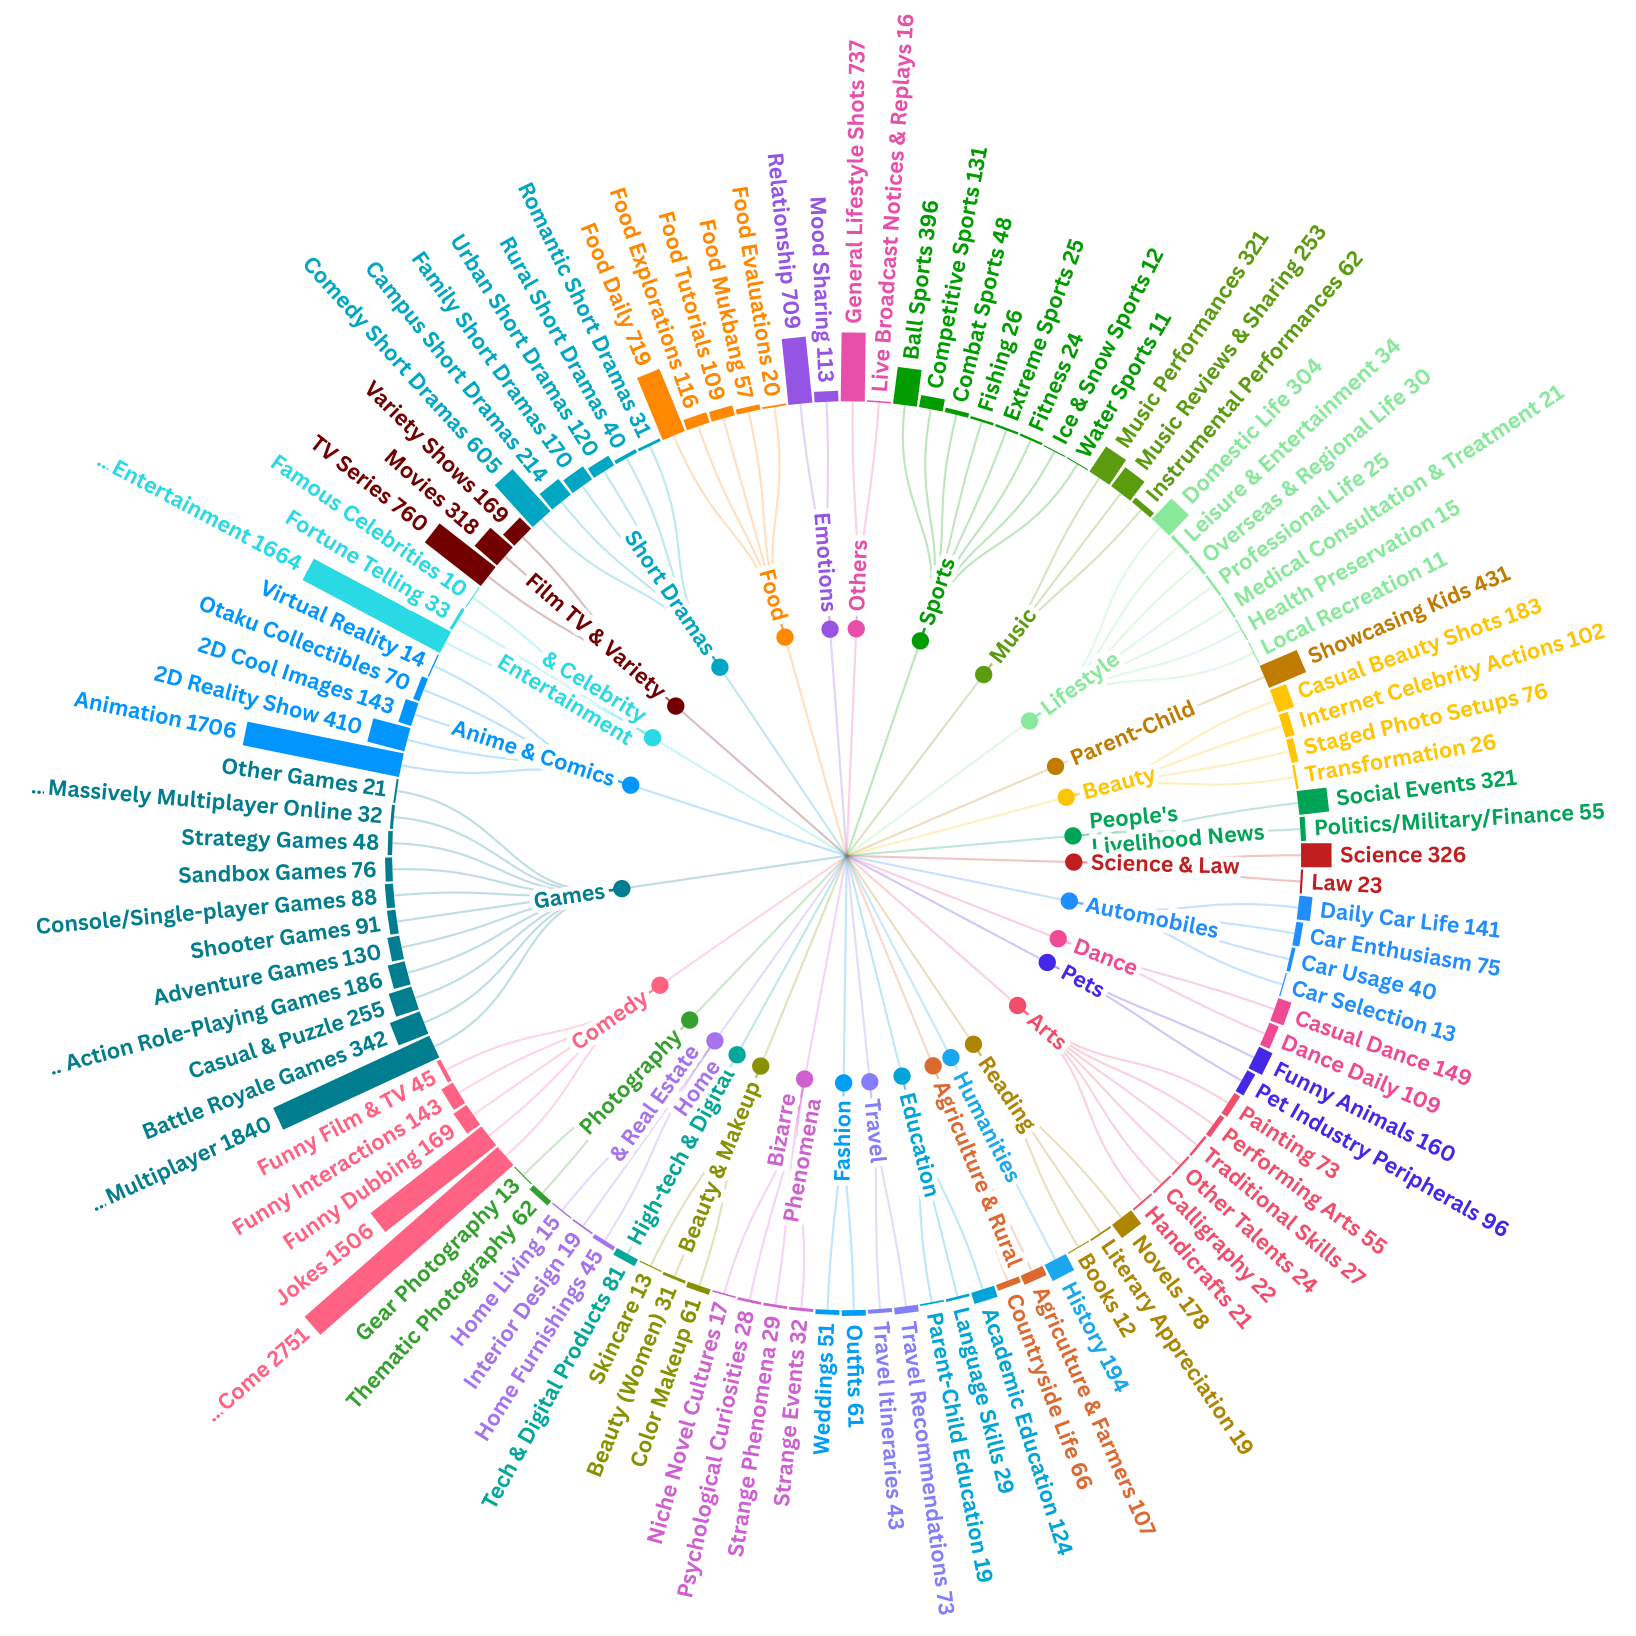 General Lifestyle Shots 737
Live Broadcast Notices & Replays 16
Others
Ball Sports 396
Competitive Sports 131
Combat Sports 48
Fishing 26
Extreme Sports 25
Fitness 24
Ice & Snow Sports 12
Water Sports 11
Sports
Music Performances 321
Music Reviews & Sharing 253
Instrumental Performances 62
Music
Domestic Life 304
Leisure & Entertainment 34
Overseas & Regional Life 30
Professional Life 25
Medical Consultation & Treatment 21
Health Preservation 15
Local Recreation 11
Lifestyle
Showcasing Kids 431
Parent-Child
Casual Beauty Shots 183
Internet Celebrity Actions 102
Staged Photo Setups 76
Transformation 26
Beauty
Social Events 321
Politics/Military/Finance 55
People's
Livelihood News
Science 326
Law 23
Science & Law
Daily Car Life 141
Car Enthusiasm 75
Car Usage 40
Car Selection 13
Automobiles
Casual Dance 149
Dance Daily 109
Dance
Funny Animals 160
Pet Industry Peripherals 96
Pets
Painting 73
Performing Arts 55
Traditional Skills 27
Other Talents 24
Calligraphy 22
Handicrafts 21
Arts
Novels 178
Literary Appreciation 19
Books 12
Reading
History 194
Humanities
Agriculture & Farmers 107
Countryside Life 66
Agriculture & Rural
Academic Education 124
Language Skills 29
Parent-Child Education 19
Education
Travel Recommendations 73
Travel Itineraries 43
Travel
Outfits 61
Weddings 51
Fashion
Strange Events 32
Strange Phenomena 29
Psychological Curiosities 28
Niche Novel Cultures 17
Bizarre
Phenomena
Color Makeup 61
Beauty (Women) 31
Skincare 13
Beauty & Makeup
Tech & Digital Products 81
High-tech & Digital
Home Furnishings 45
Interior Design 19
Home Living 15
Home
& Real Estate
Thematic Photography 62
Gear Photography 13
Photography
...Come 2751
Jokes 1506
Funny Dubbing 169
Funny Interactions 143
Funny Film & TV 45
Comedy
... Multiplayer 1840
Battle Royale Games 342
Casual & Puzzle 255
.. Action Role-Playing Games 186
Adventure Games 130
Shooter Games 91
Console/Single-player Games 88
Sandbox Games 76
Strategy Games 48
... Massively Multiplayer Online 32
Other Games 21
Games
Animation 1706
2D Reality Show 410
2D Cool Images 143
Otaku Collectibles 70
Virtual Reality 14
Anime & Comics
... Entertainment 1664
Fortune Telling 33
Famous Celebrities 10
Entertainment
& Celebrity
TV Series 760
Movies 318
Variety Shows 169
Film TV & Variety
Comedy Short Dramas 605
Campus Short Dramas 214
Family Short Dramas 170
Urban Short Dramas 120
Rural Short Dramas 40
Romantic Short Dramas 31
Short Dramas
Food Daily 719
Food Explorations 116
Food Tutorials 109
Food Mukbang 57
Food Evaluations 20
Food
Relationship 709
Mood Sharing 113
Emotions